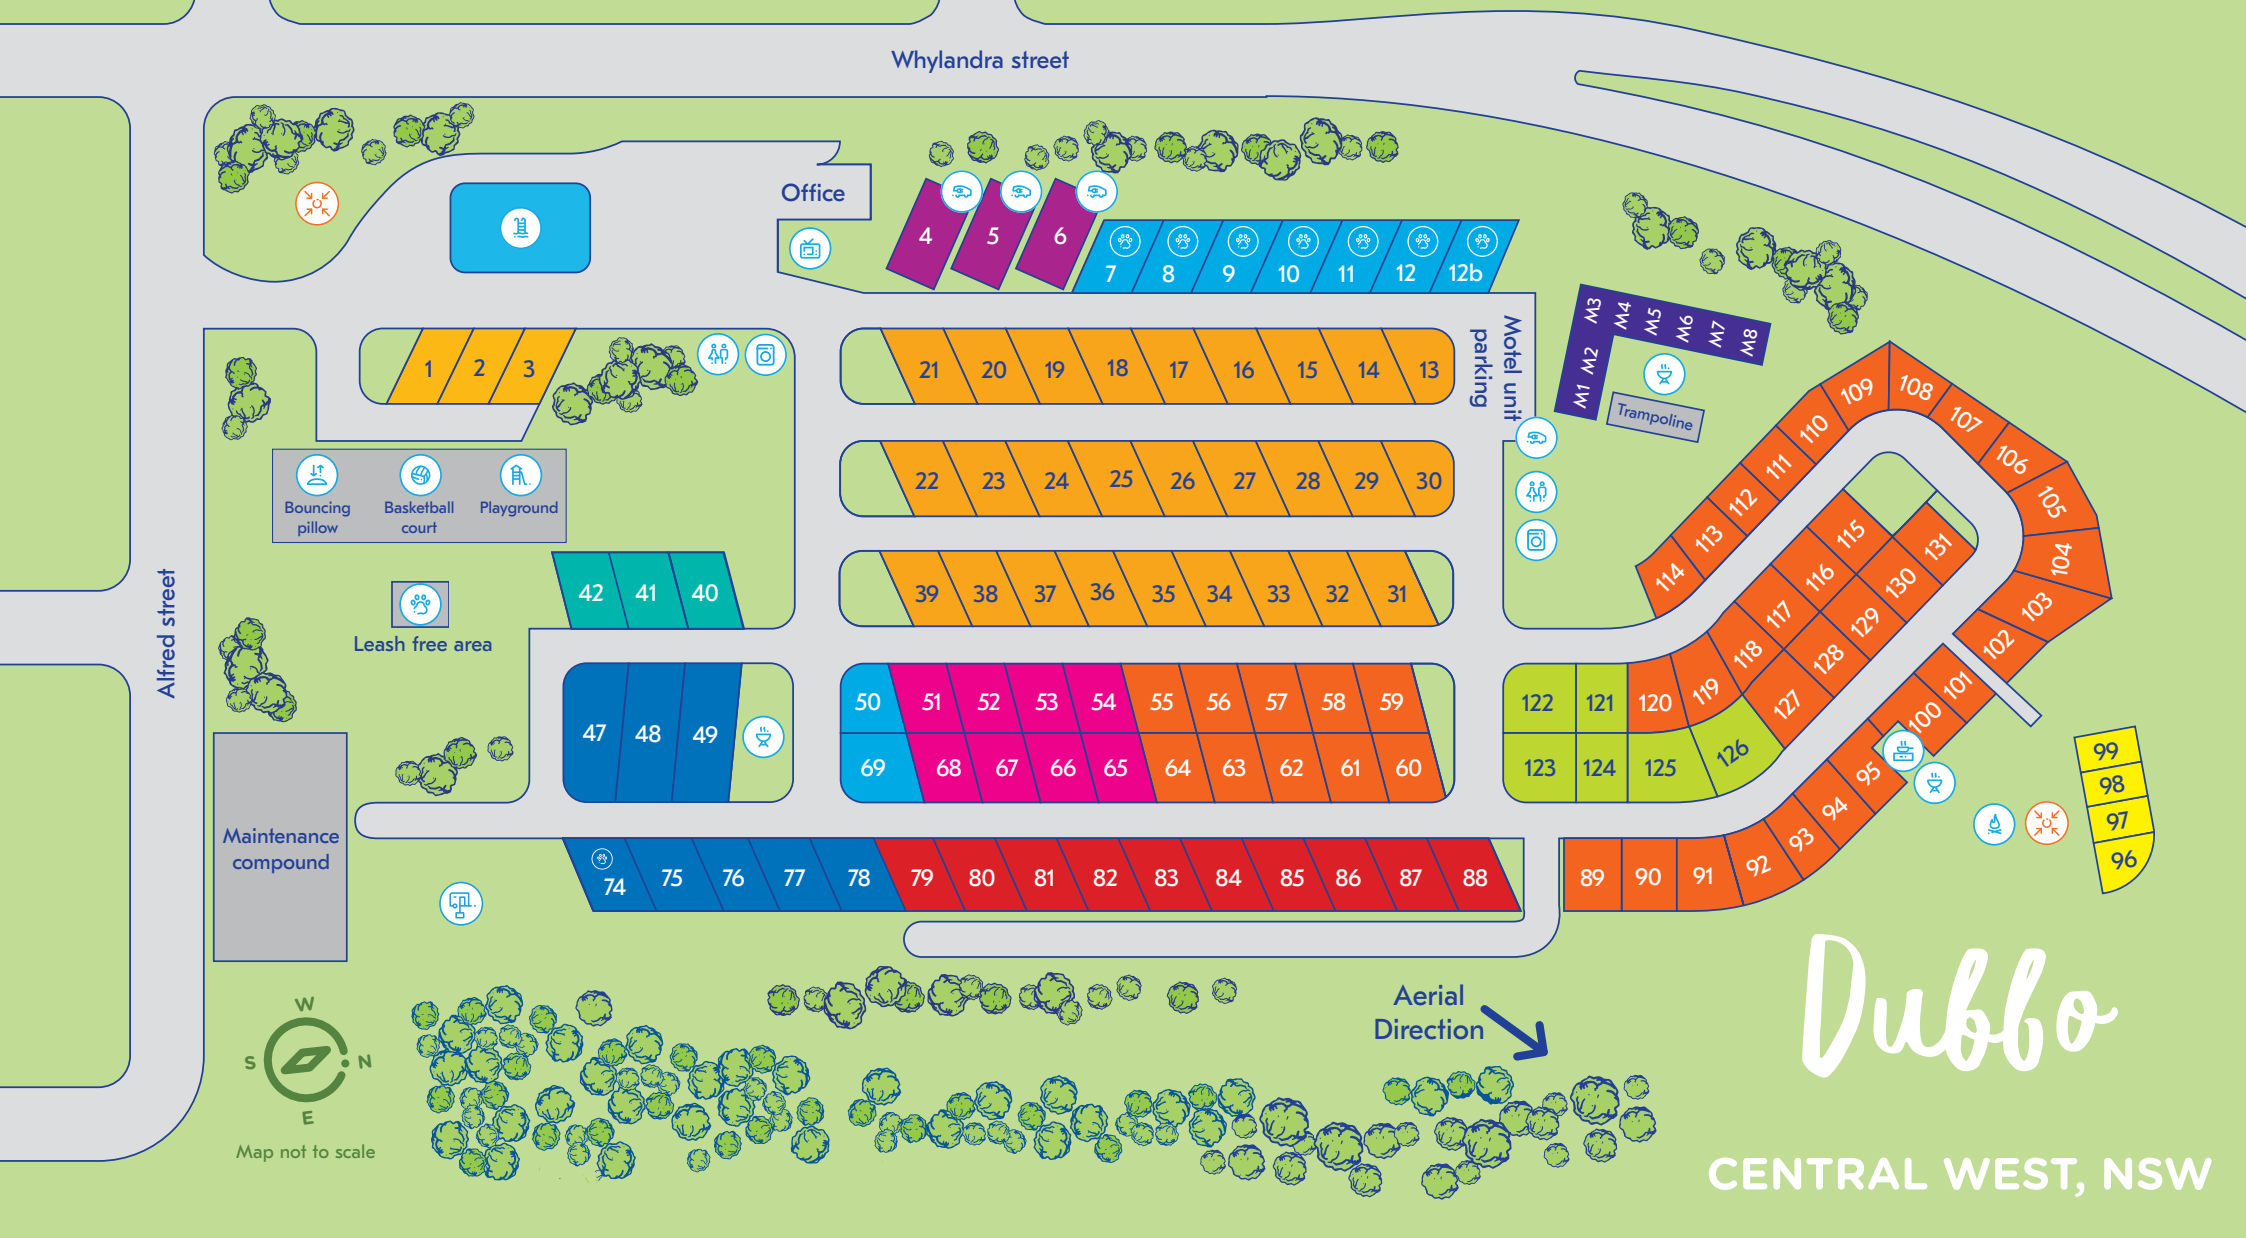 Whylandra street
Office
4 5 6
7 8 9 10 11 12 12b
M1 M2 M3 M4 M5 M6 M7 M8
Motel unit
parking
Trampoline
1 2 3
21 20 19 18 17 16 15 14 13
22 23 24 25 26 27 28 29 30
39 38 37 36 35 34 33 32 31
Bouncing
pillow
Basketball
court
Playground
Alfred street
Leash free area
42 41 40
47 48 49
50 51 52 53 54 55 56 57 58 59
69 68 67 66 65 64 63 62 61 60
74 75 76 77 78 79 80 81 82 83 84 85 86 87 88
114 113 112 111 110 109 108 107 106 105 104 103 102 101 100
122 121 120 119 118 117 116 115
123 124 125 126 127 128 129 130 131
89 90 91 92 93 94 95
99
98
97
96
Maintenance
compound
W
S N
E
Map not to scale
Aerial
Direction
Dubbo
CENTRAL WEST, NSW